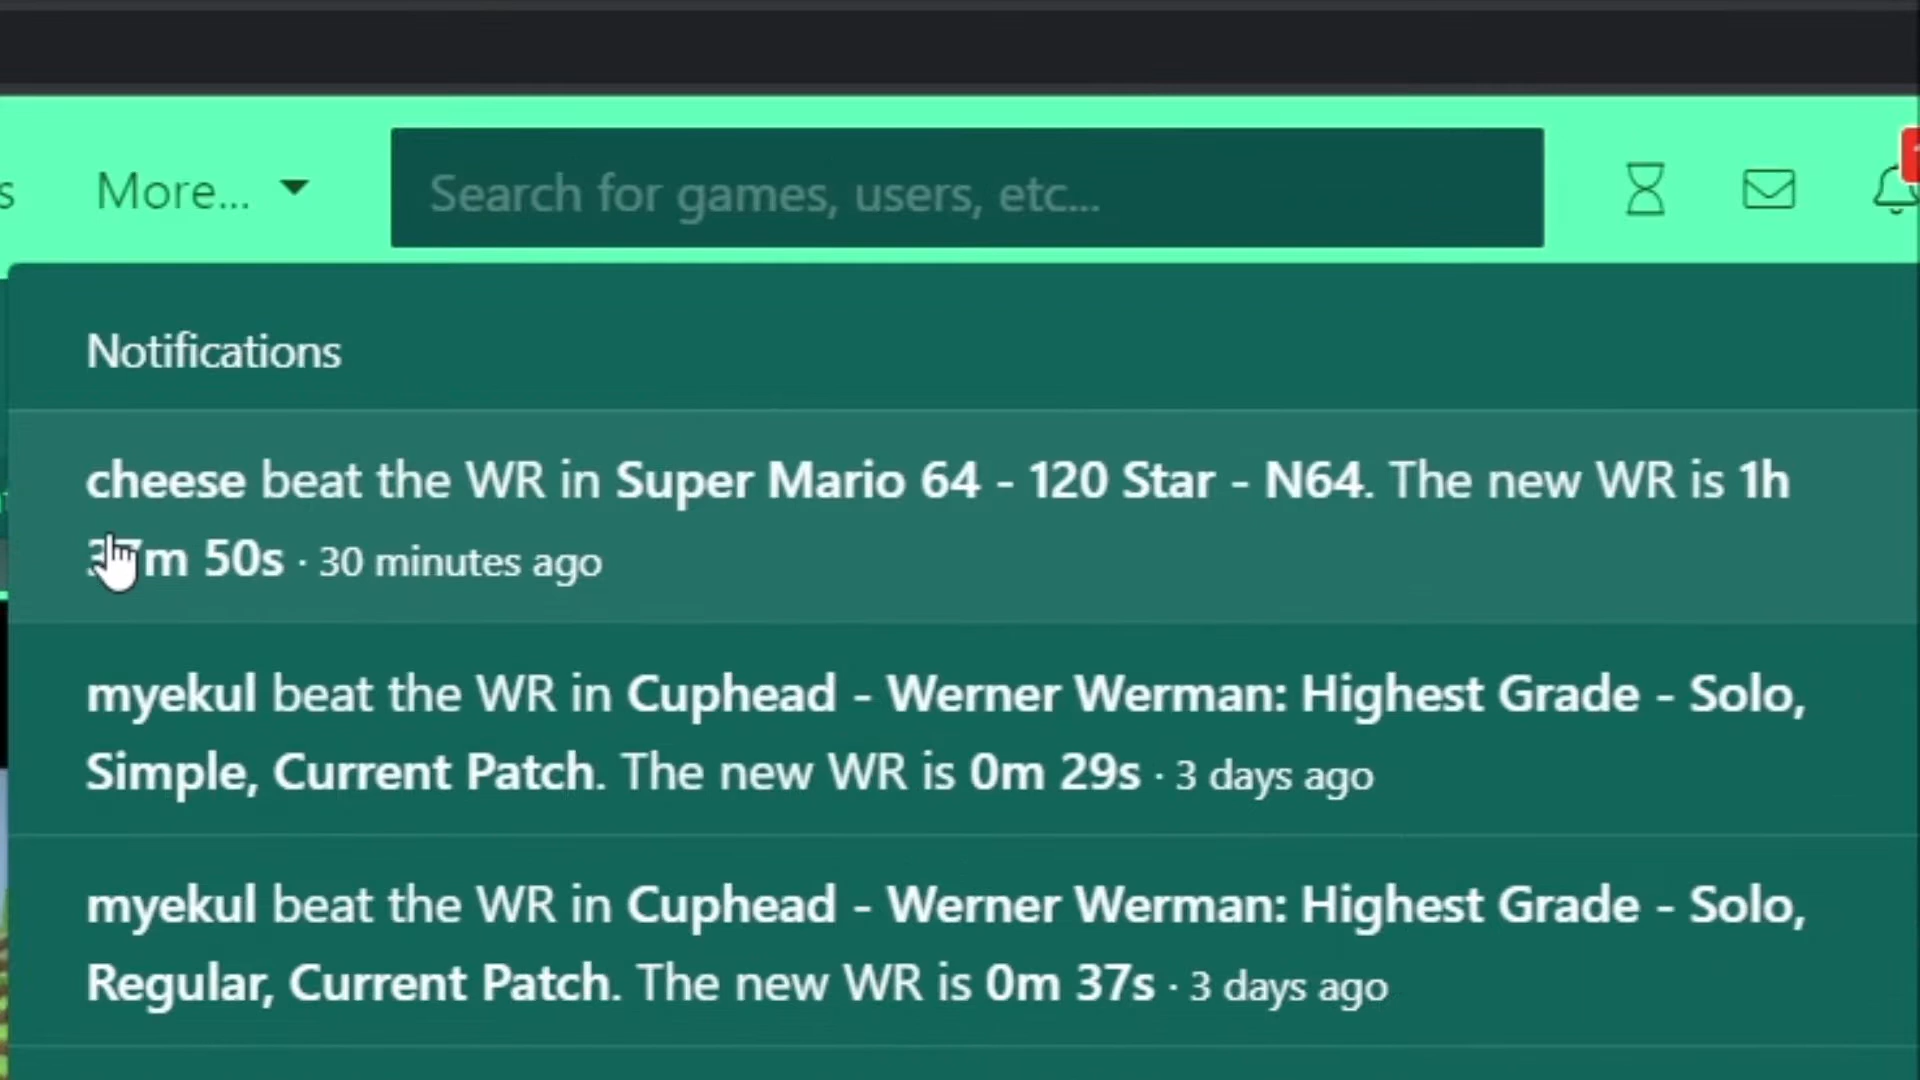 s More... Search for games, users, etc...
Notifications
cheese beat the WR in Super Mario 64 - 120 Star - N64. The new WR is 1h
37m 50s · 30 minutes ago
myekul beat the WR in Cuphead - Werner Werman: Highest Grade - Solo,
Simple, Current Patch. The new WR is 0m 29s · 3 days ago
myekul beat the WR in Cuphead - Werner Werman: Highest Grade - Solo,
Regular, Current Patch. The new WR is 0m 37s · 3 days ago